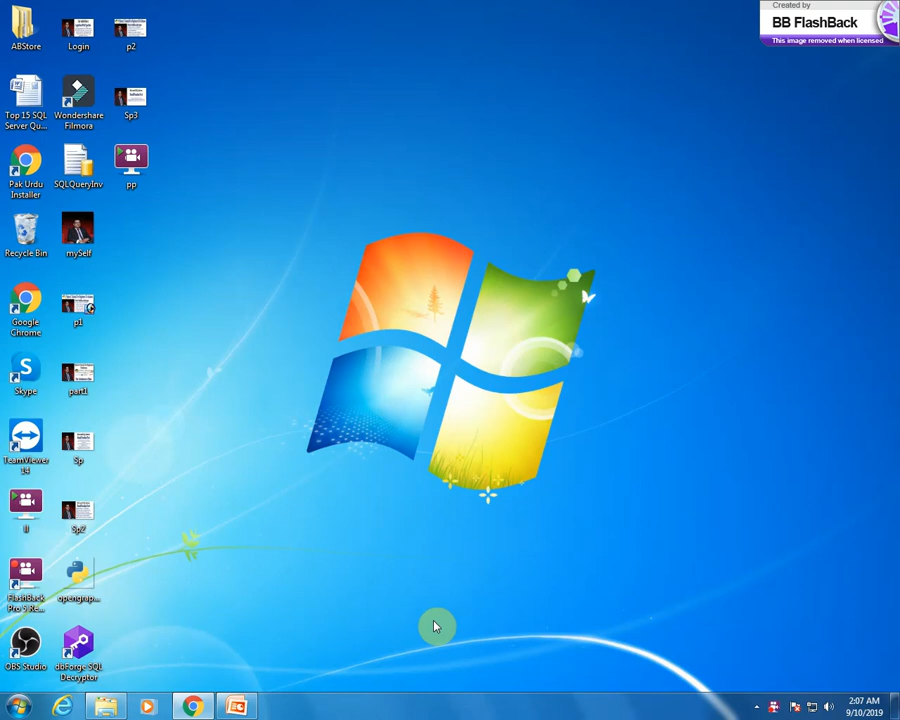 Created by
BB FlashBack
This image removed when licensed
ABStore
Login
p2
Top 15 SQL
Server Qu...
Wondershare
Filmora
Sp3
Pak Urdu
Installer
SQLQueryInv
pp
Recycle Bin
mySelf
Google
Chrome
p1
Skype
part1
TeamViewer
14
Sp
II
Sp2
FlashBack
Pro 5 Re...
opengrap...
OBS Studio
dbForge SQL
Decryptor
2:07 AM
9/10/2019